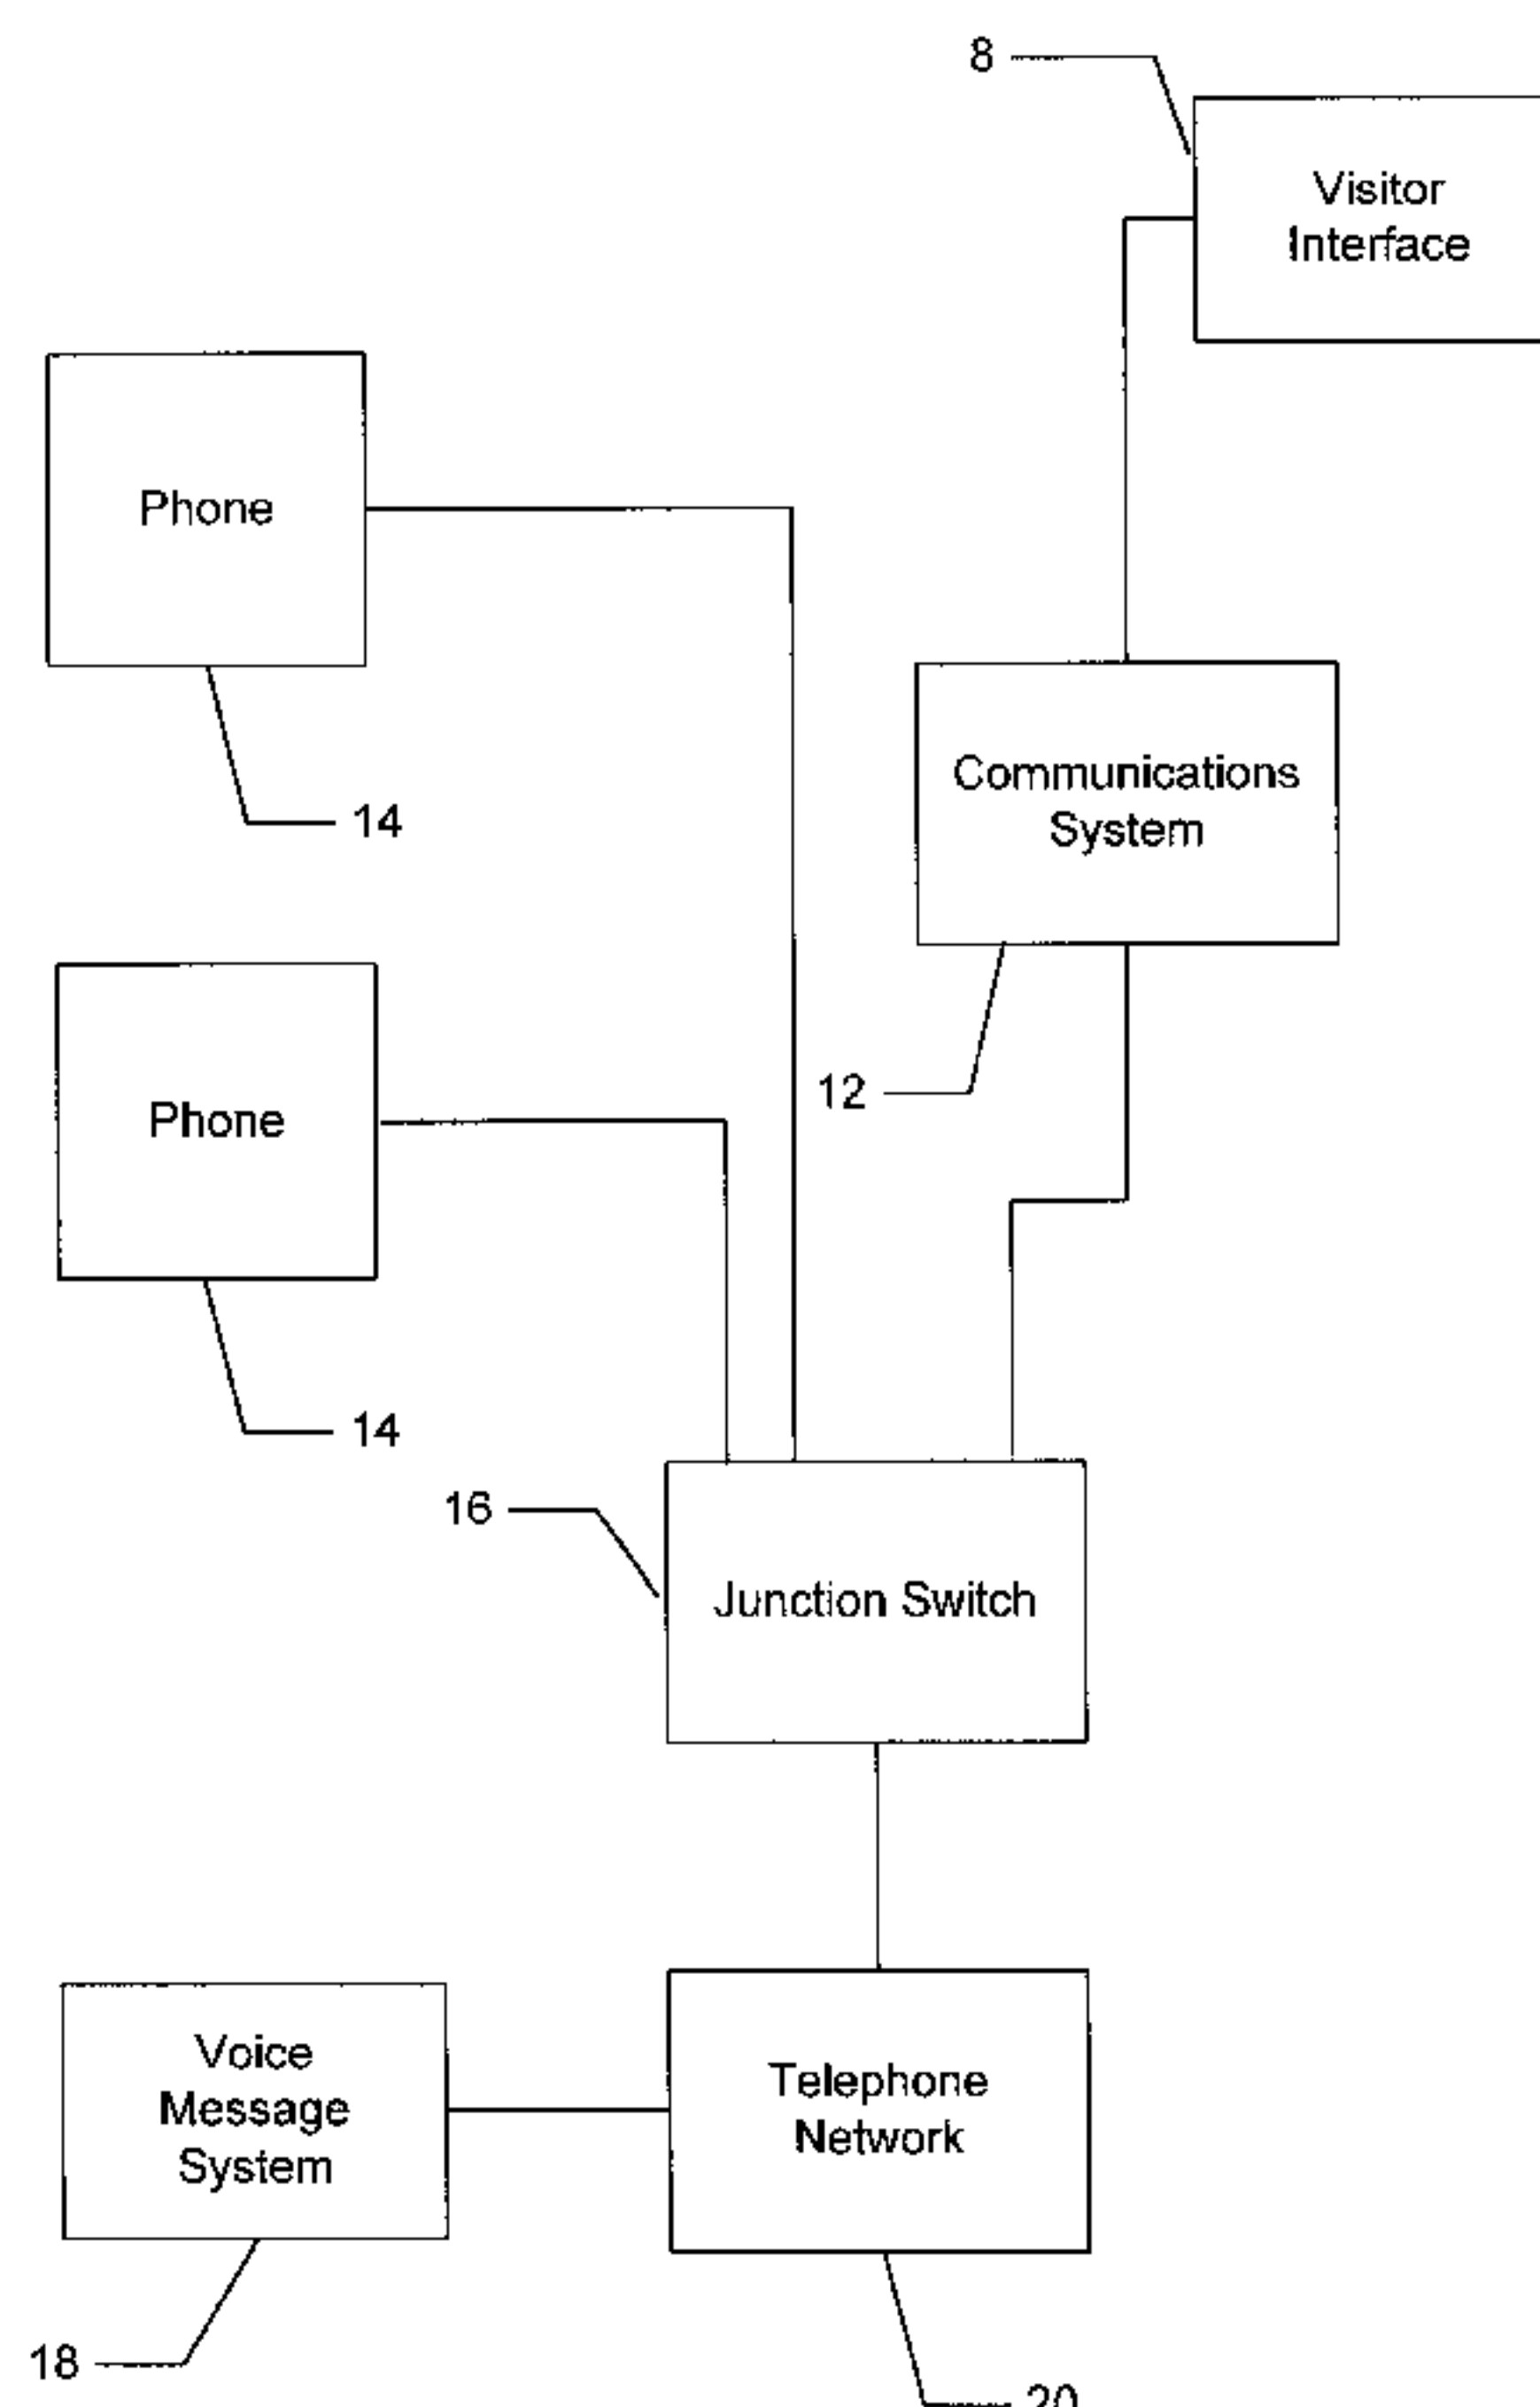 8
Visitor
Interface
Phone
14
Communications
System
12
Phone
14
16
Junction Switch
Voice
Message
System
Telephone
Network
18
20